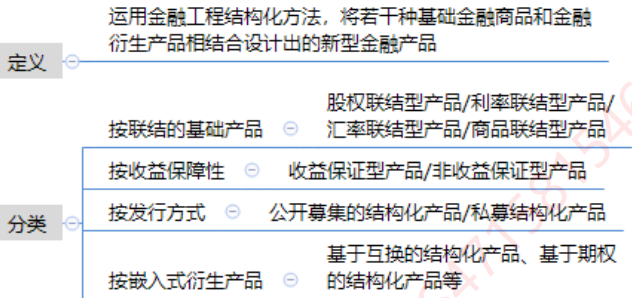 运用金融工程结构化方法，将若干种基础金融商品和金融
衍生产品相结合设计出的新型金融产品
定义
股权联结型产品/利率联结型产品/
按联结的基础产品
汇率联结型产品/商品联结型产品
按收益保障性
收益保证型产品/非收益保证型产品
分类
按发行方式
公开募集的结构化产品/私募结构化产品
基于互换的结构化产品、基于期权
按嵌入式衍生产品
的结构化产品等